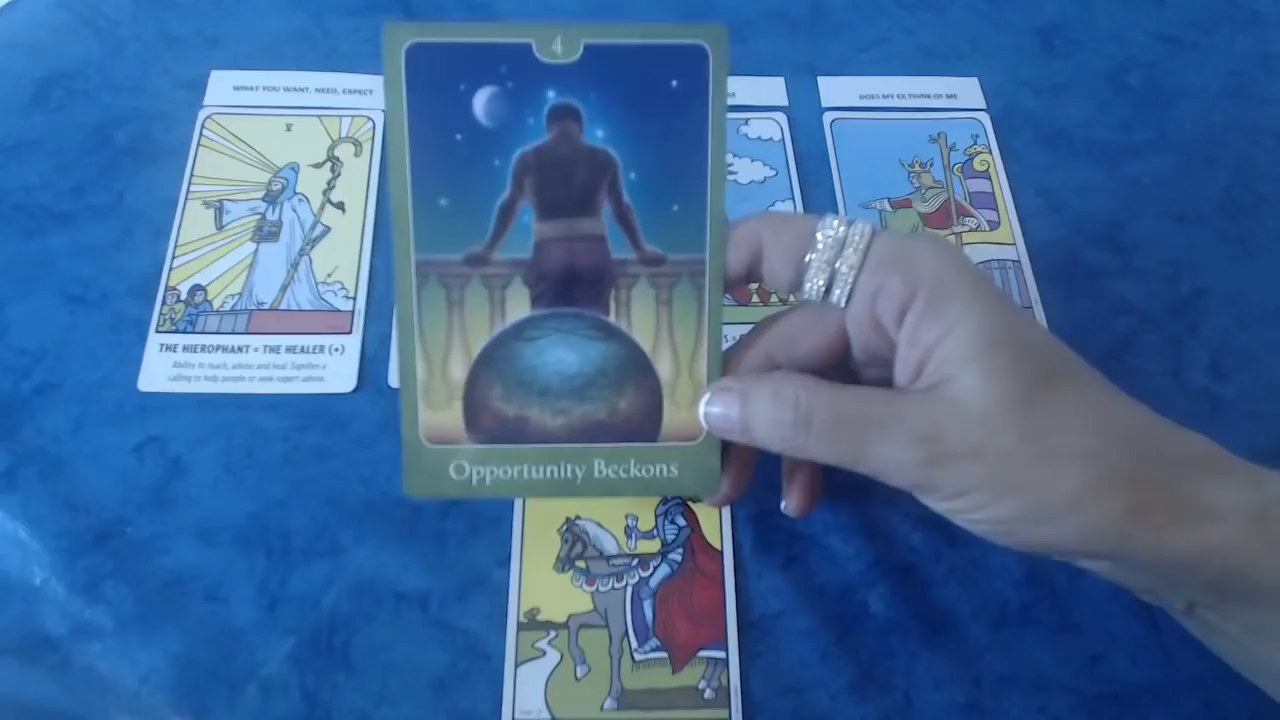 4
WHAT YOU WANT, NEED, EXPECT
DOES MY EX THINK OF ME
V
THE HIEROPHANT = THE HEALER (+)
Ability to teach, advise and heal. Signifies a
calling to help people or seek expert advice.
Opportunity Beckons